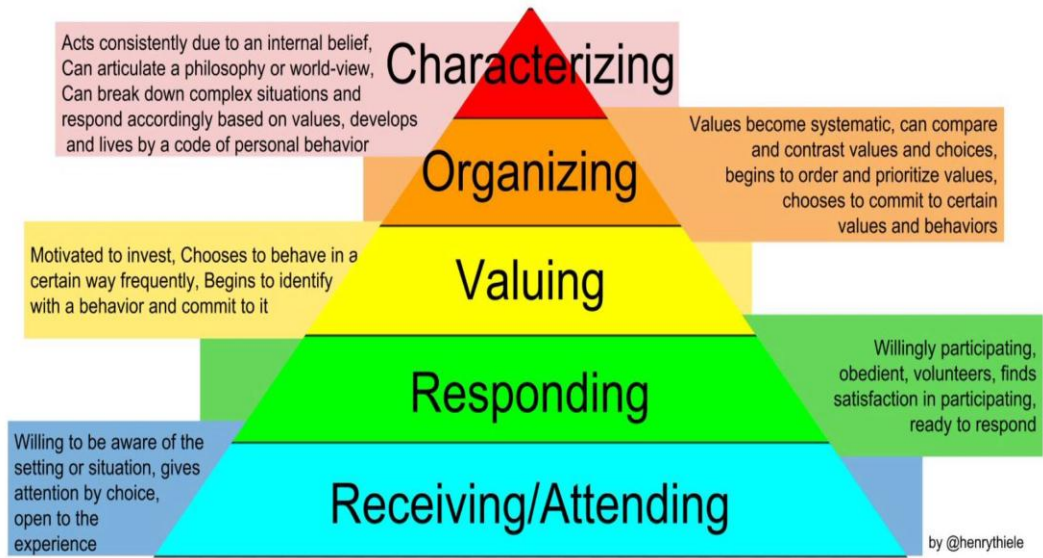 Acts consistently due to an internal belief,
Can articulate a philosophy or world-view,
Can break down complex situations and
respond accordingly based on values, develops
and lives by a code of personal behavior
Characterizing
Values become systematic, can compare
and contrast values and choices,
begins to order and prioritize values,
chooses to commit to certain
values and behaviors
Organizing
Motivated to invest, Chooses to behave in a
certain way frequently, Begins to identify
with a behavior and commit to it
Valuing
Willingly participating,
obedient, volunteers, finds
satisfaction in participating,
ready to respond
Responding
Willing to be aware of the
setting or situation, gives
attention by choice,
open to the
experience
Receiving/Attending
by @henrythiele